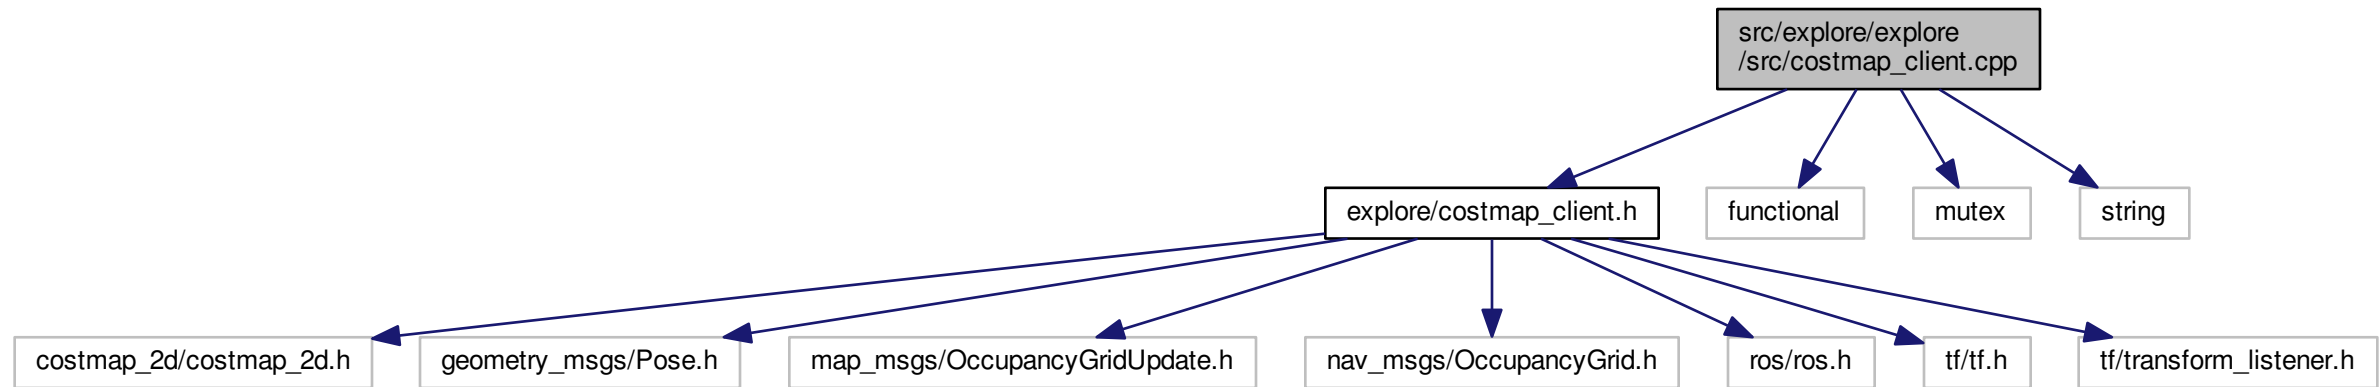 src/explore/explore
/src/costmap_client.cpp
explore/costmap_client.h
functional
mutex
string
costmap_2d/costmap_2d.h
geometry_msgs/Pose.h
map_msgs/OccupancyGridUpdate.h
nav_msgs/OccupancyGrid.h
ros/ros.h
tf/tf.h
tf/transform_listener.h